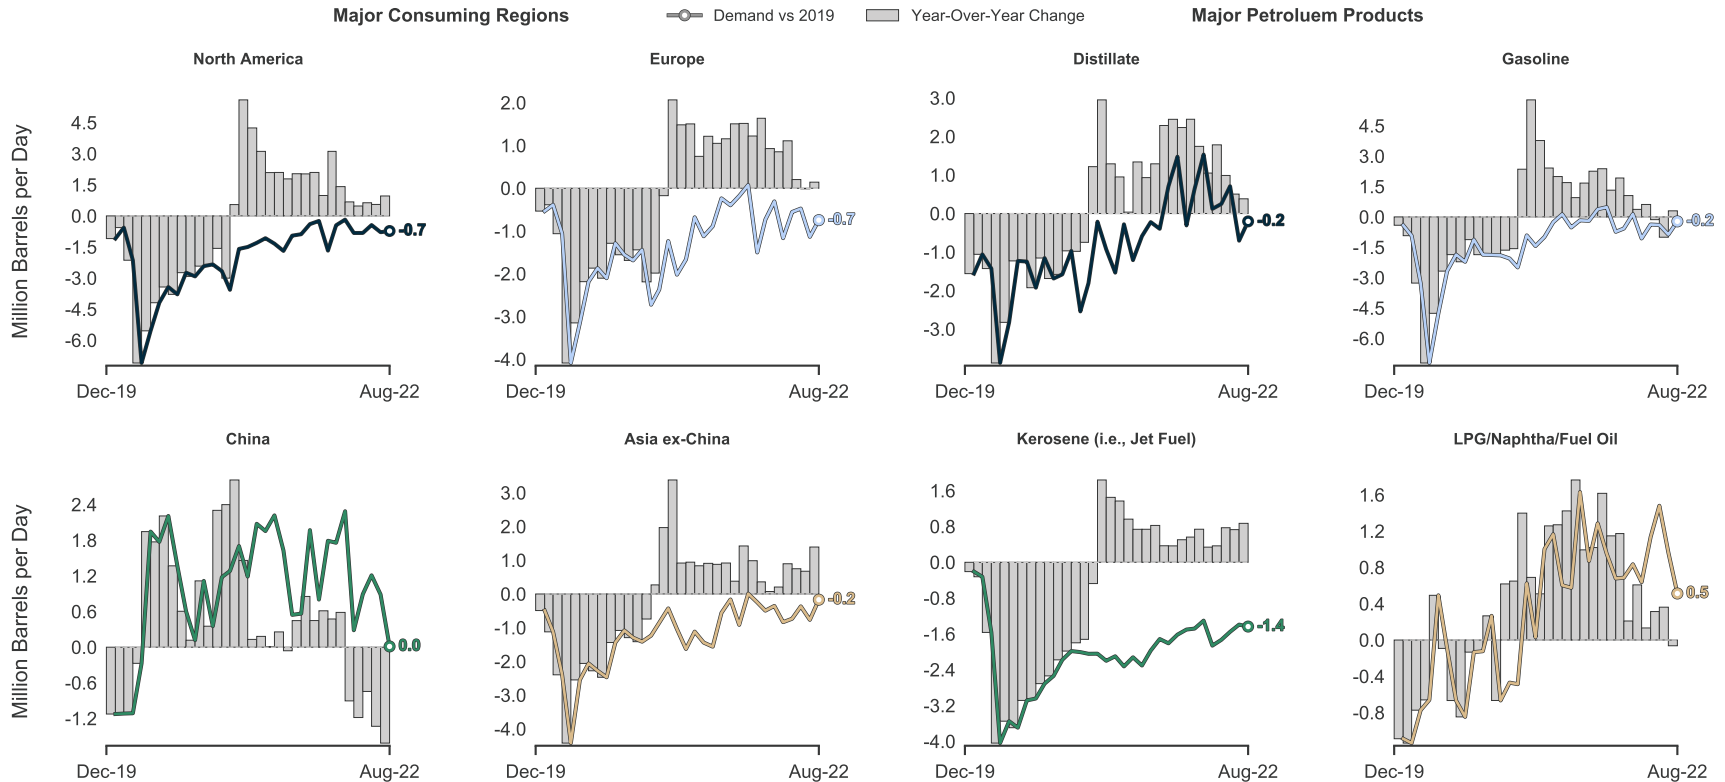 Major Consuming Regions
Demand vs 2019
Year-Over-Year Change
Major Petroluem Products
North America
Million Barrels per Day
4.5
3.0
1.5
0.0
-1.5
-3.0
-4.5
-6.0
-0.7
Dec-19
Aug-22
Europe
2.0
1.0
0.0
-1.0
-2.0
-3.0
-4.0
-0.7
Dec-19
Aug-22
Distillate
3.0
2.0
1.0
0.0
-1.0
-2.0
-3.0
-0.2
Dec-19
Aug-22
Gasoline
4.5
3.0
1.5
0.0
-1.5
-3.0
-4.5
-6.0
-0.2
Dec-19
Aug-22
China
Million Barrels per Day
2.4
1.8
1.2
0.6
0.0
-0.6
-1.2
0.0
Dec-19
Aug-22
Asia ex-China
3.0
2.0
1.0
0.0
-1.0
-2.0
-3.0
-4.0
-0.2
Dec-19
Aug-22
Kerosene (i.e., Jet Fuel)
1.6
0.8
0.0
-0.8
-1.6
-2.4
-3.2
-4.0
-1.4
Dec-19
Aug-22
LPG/Naphtha/Fuel Oil
1.6
1.2
0.8
0.4
0.0
-0.4
-0.8
0.5
Dec-19
Aug-22